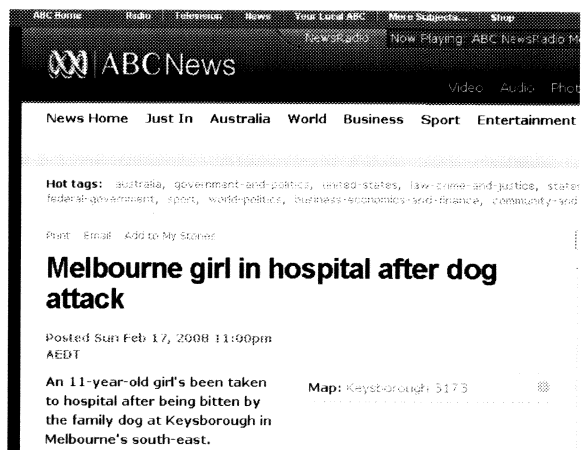 ABC Home Radio Television News Your Local ABC More Subjects... Shop
NewsRadio Now Playing: ABC NewsRadio M
ABC News
Video Audio Phot
News Home Just In Australia World Business Sport Entertainment
Hot tags: australia, government-and-politics, united-states, law-crime-and-justice, states
federal-government, sport, world-politics, business-economics-and-finance, community-and
Print Email Add to My Stories
Melbourne girl in hospital after dog
attack
Posted Sun Feb 17, 2008 11:00pm
AEDT
An 11-year-old girl's been taken
to hospital after being bitten by
the family dog at Keysborough in
Melbourne's south-east.
Map: Keysborough 3173